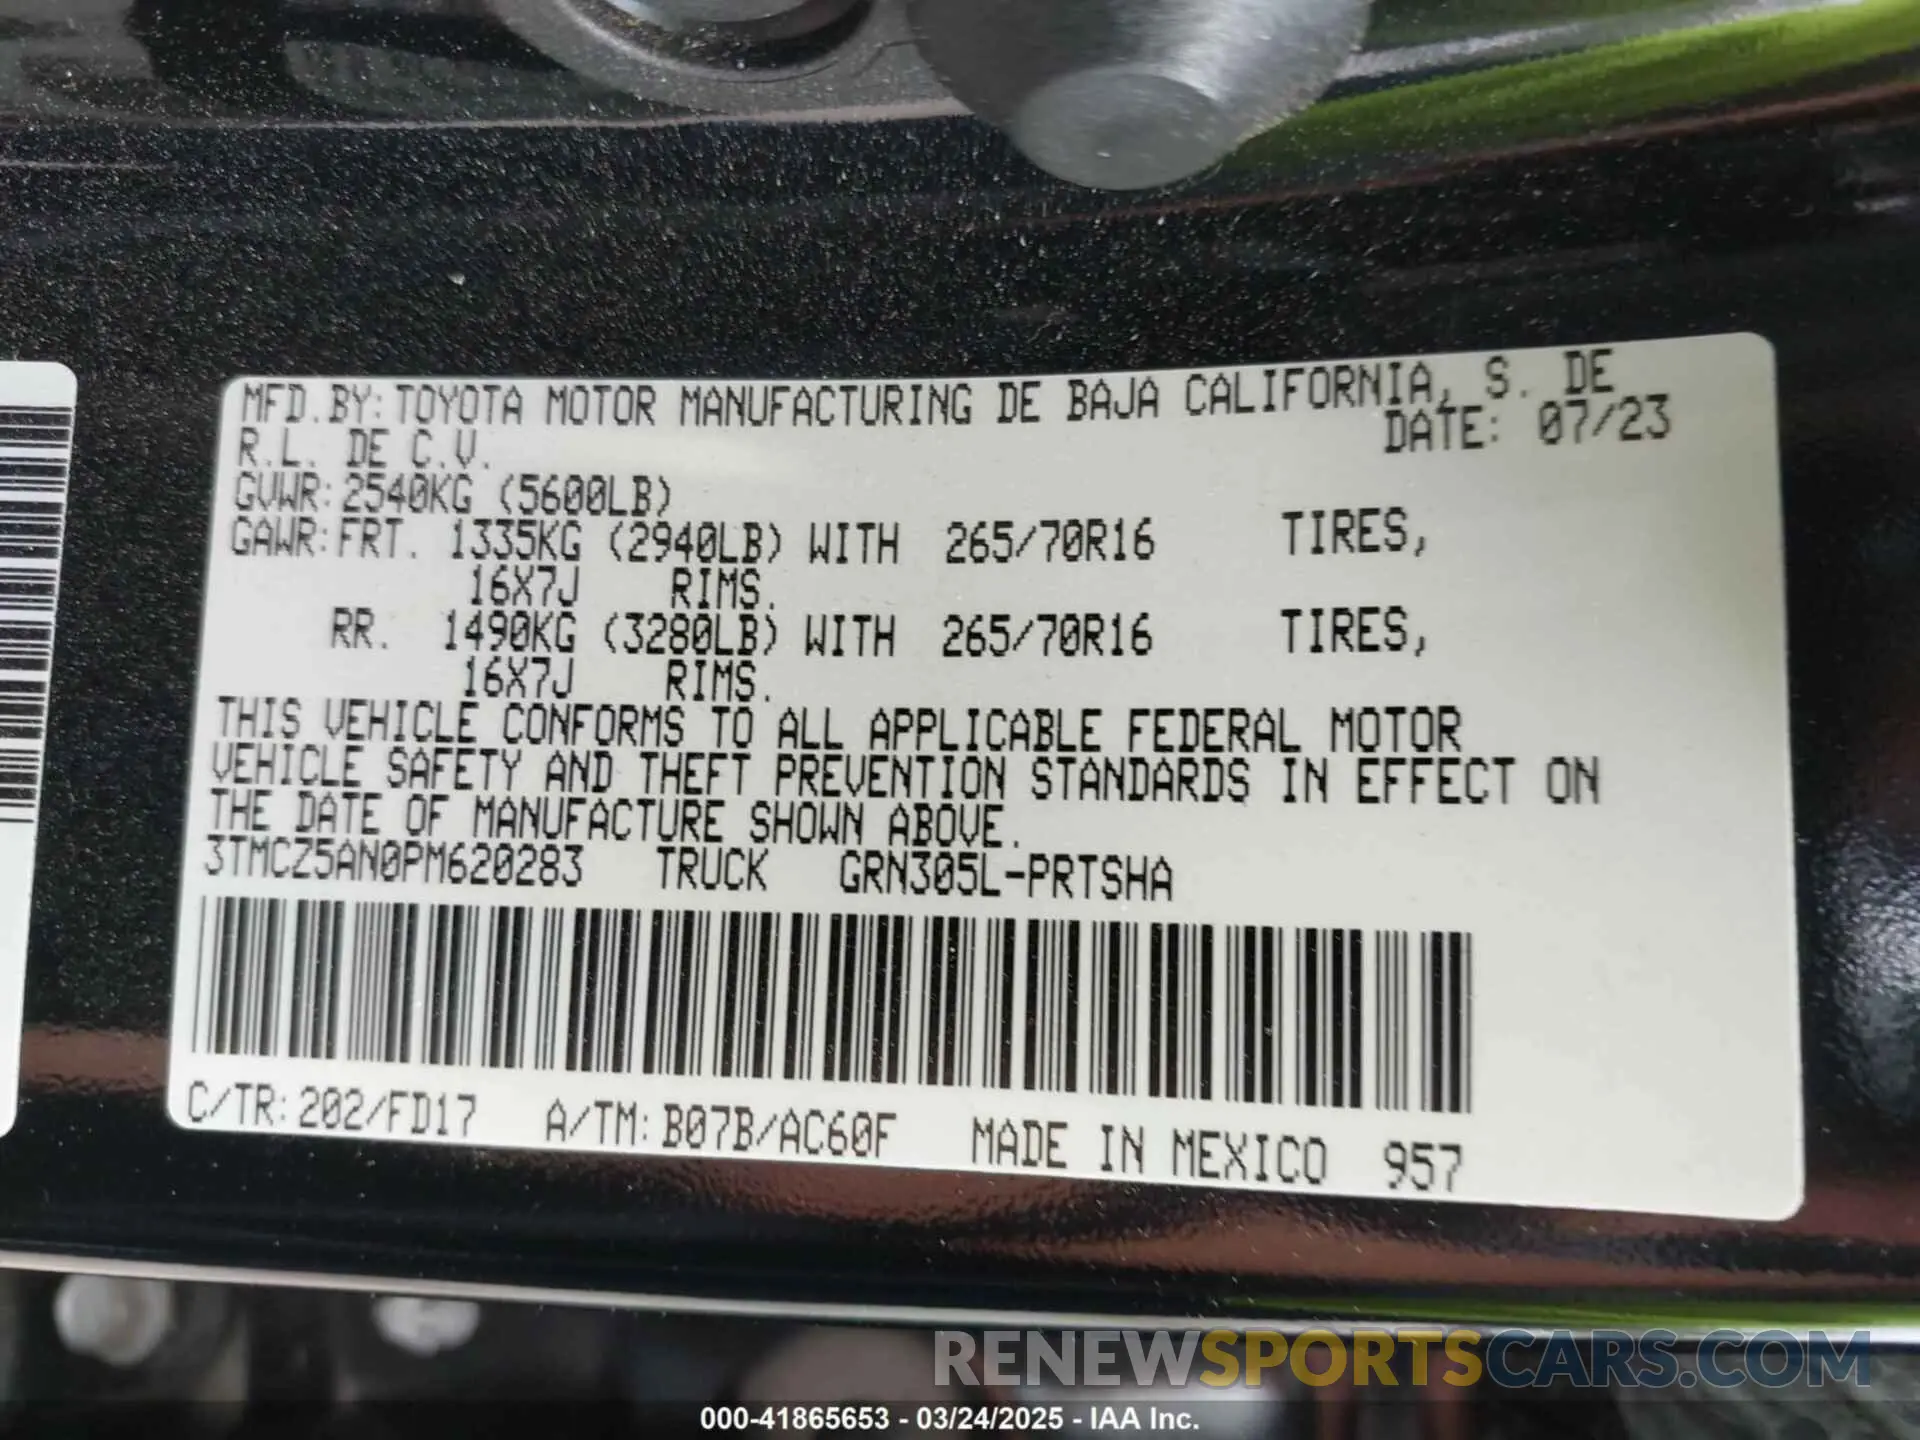 MFD.BY:TOYOTA MOTOR MANUFACTURING DE BAJA CALIFORNIA, S. DE
R.L. DE C.V.
DATE: 07/23
GVWR:2540KG (5600LB)
GAWR:FRT. 1335KG (2940LB) WITH 265/70R16 TIRES,
16X7J RIMS.
RR. 1490KG (3280LB) WITH 265/70R16 TIRES,
16X7J RIMS.
THIS VEHICLE CONFORMS TO ALL APPLICABLE FEDERAL MOTOR
VEHICLE SAFETY AND THEFT PREVENTION STANDARDS IN EFFECT ON
THE DATE OF MANUFACTURE SHOWN ABOVE.
3TMCZ5AN0PM620283 TRUCK GRN305L-PRTSHA
C/TR:202/FD17 A/TM:B07B/AC60F MADE IN MEXICO 957
RENEWSPORTSCARS.COM
000-41865653 - 03/24/2025 - IAA Inc.